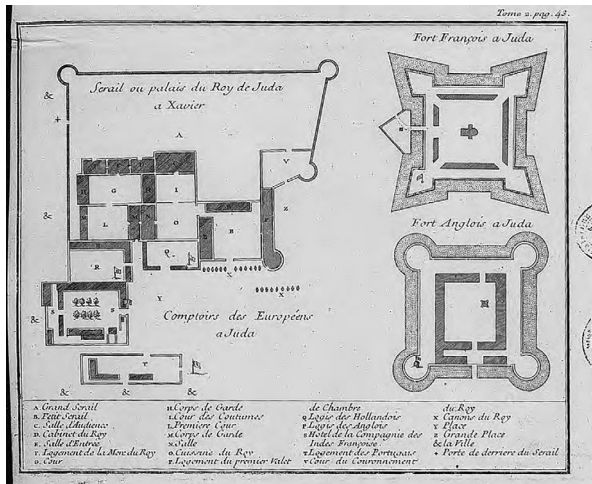 Tome 2. pag. 43.
Fort François a Juda
Serail ou palais du Roy de Juda
a Xavier
&
+
A
V
G
I
Z
&
L
O
B
Fort Anglois a Juda
R
X
X
Y
&
Comptoirs des Européens
a Juda
S
S
T
&
&
&
A. Grand Serail
B. Petit Serail
C. Salle d'Audience
D. Cabinet du Roy
E. Salle d'Entrée
F. Logement de la Mere du Roy
G. Cour
H. Corps de Garde
I. Cour des Coutumes
L. Premiere Cour
M. Corps de Garde
N. Salle
O. Cuisine du Roy
P. Logement du premier Valet
de Chambre
Q. Logis des Hollandois
R. Logis des Anglois
S. Hôtel de la Compagnie des
Indes Françoise
T. Logement des Portugais
V. Cour du Couronnement
du Roy
X. Canons du Roy
Y. Place
Z. Grande Place
& la Ville
+ Porte de derriere du Serail